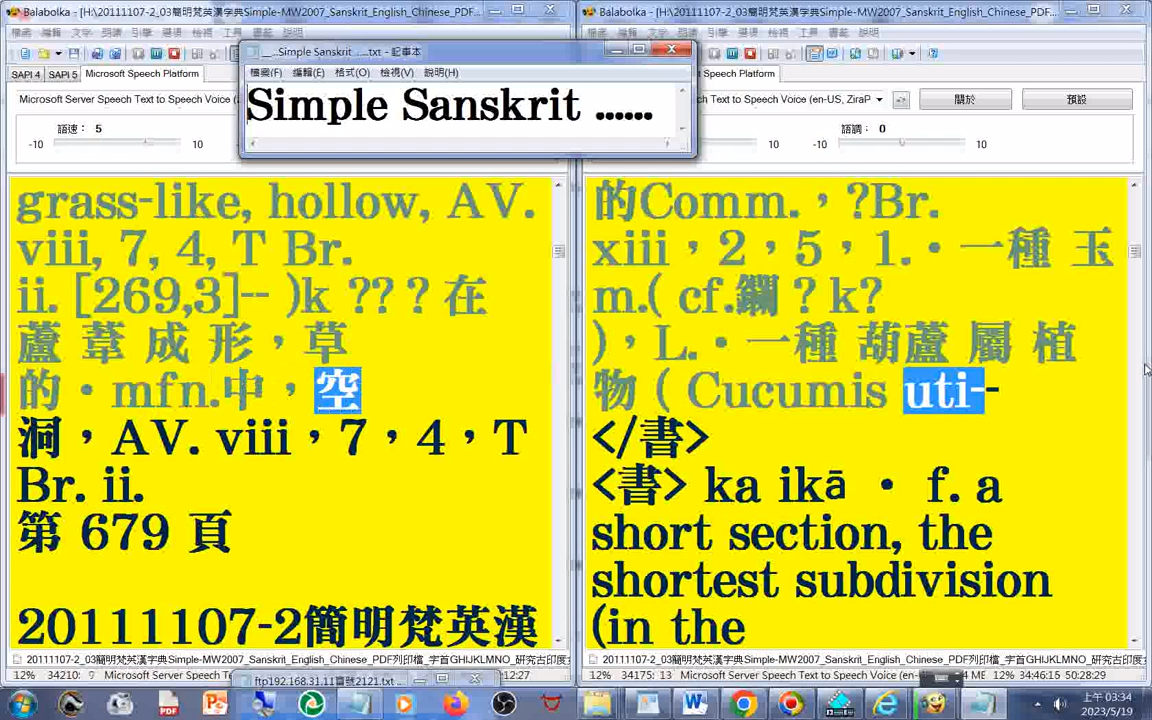 Balabolka - [H:\20111107-2_03簡明梵英漢字典Simple-MW2007_Sanskrit_English_Chinese_PDF...
Balabolka - [H:\20111107-2_03簡明梵英漢字典Simple-MW2007_Sanskrit_English_Chinese_PDF...
SAPI 4 SAPI 5 Microsoft Speech Platform
Microsoft Server Speech Text to Speech Voice
語速: 5
-10 10
__...Simple Sanskrit ......txt - 記事本
檔案(F) 編輯(E) 格式(O) 檢視(V) 說明(H)
Simple Sanskrit ......
Speech Platform
Text to Speech Voice (en-US, ZiraP
關於 預設
語調: 0
10 -10 10
grass-like, hollow, AV.
viii, 7, 4, T Br.
ii. [269,3]-- )k ?? ? 在
蘆 葦 成 形，草
的・mfn.中，空
洞，AV. viii，7，4，T
Br. ii.
第 679 頁
20111107-2簡明梵英漢
的Comm.，?Br.
xiii，2，5，1.・一種 玉
m.( cf.鐧 ? k?
)，L.・一種 葫蘆 屬 植
物 ( Cucumis uti--
</書>
<書> ka ikā ・ f. a
short section, the
shortest subdivision
(in the
20111107-2_03簡明梵英漢字典Simple-MW2007_Sanskrit_English_Chinese_PDF列印檔_字首GHIJKLMNO_研究古印度
20111107-2_03簡明梵英漢字典Simple-MW2007_Sanskrit_English_Chinese_PDF列印檔_字首GHIJKLMNO_研究古印度
12% 34210: 9 Microsoft Server Speech Text
ftp192.168.31.11
2121.txt ...
12:27
12% 34175: 13 Microsoft Server Speech Text to Speech Voice (en-
12% 34:46:15 50:28:29
上午 03:34
2023/5/19